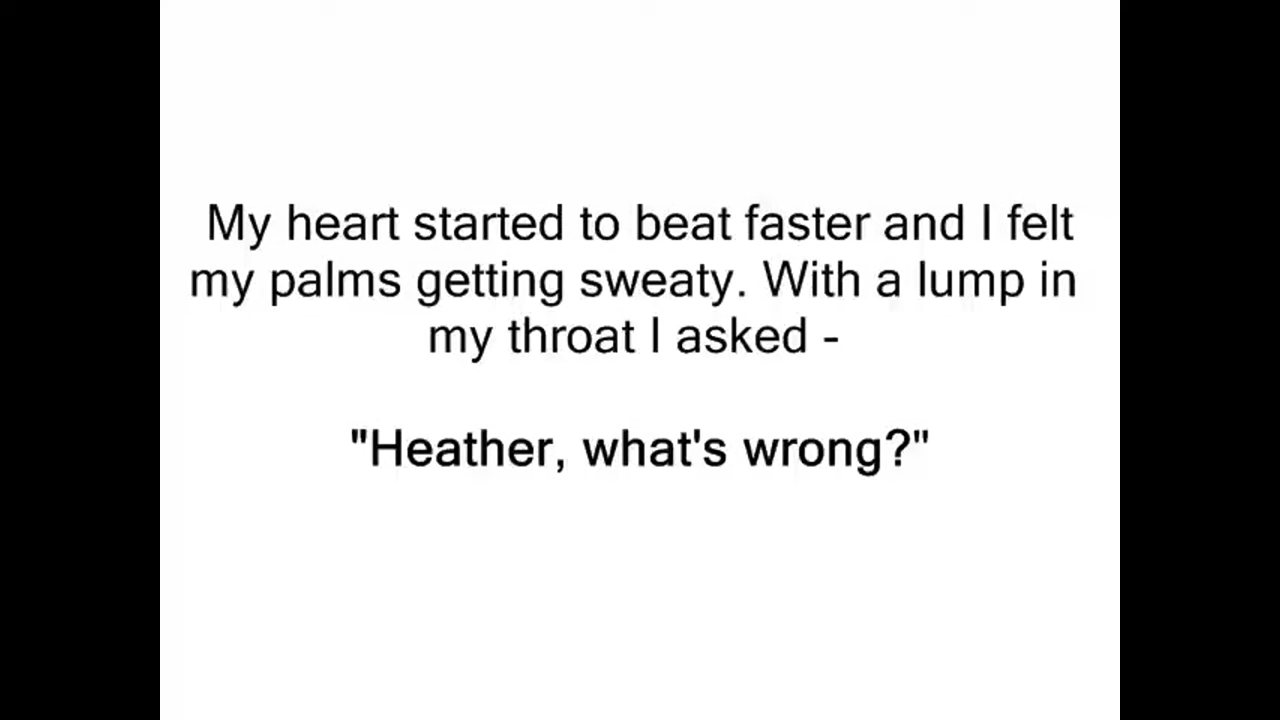 My heart started to beat faster and I felt
my palms getting sweaty. With a lump in
my throat I asked -
"Heather, what's wrong?"